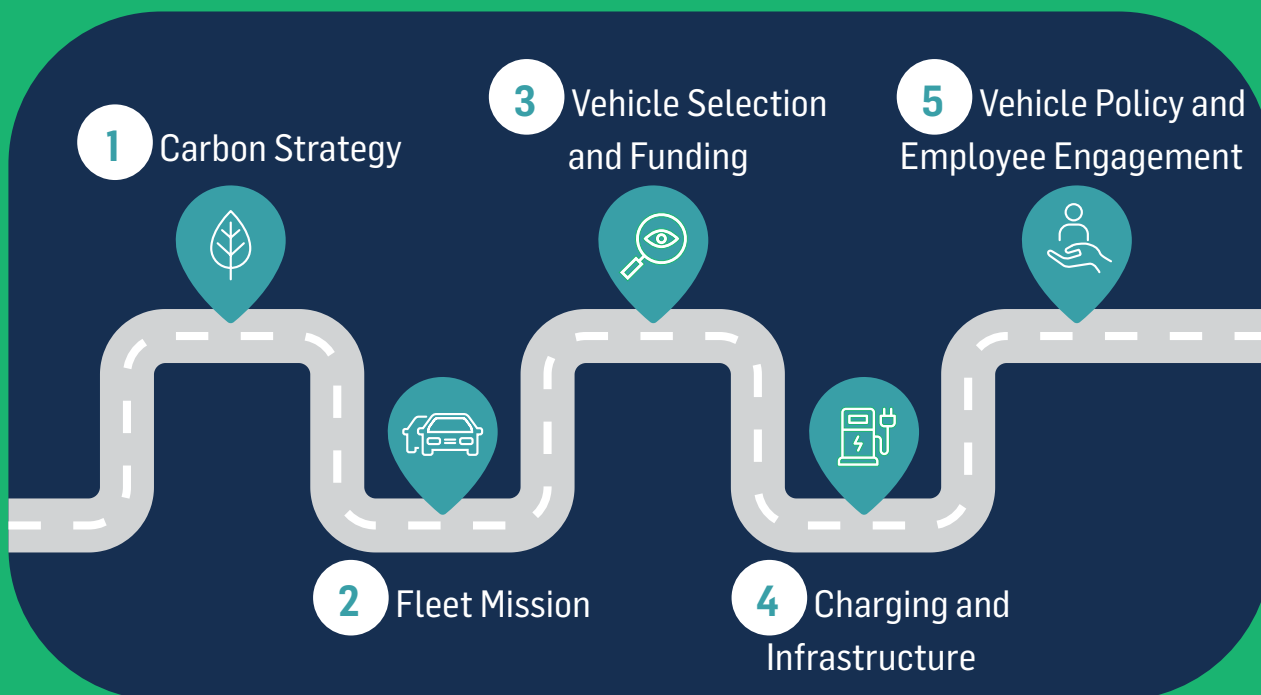 1 Carbon Strategy
2 Fleet Mission
3 Vehicle Selection
and Funding
4 Charging and
Infrastructure
5 Vehicle Policy and
Employee Engagement